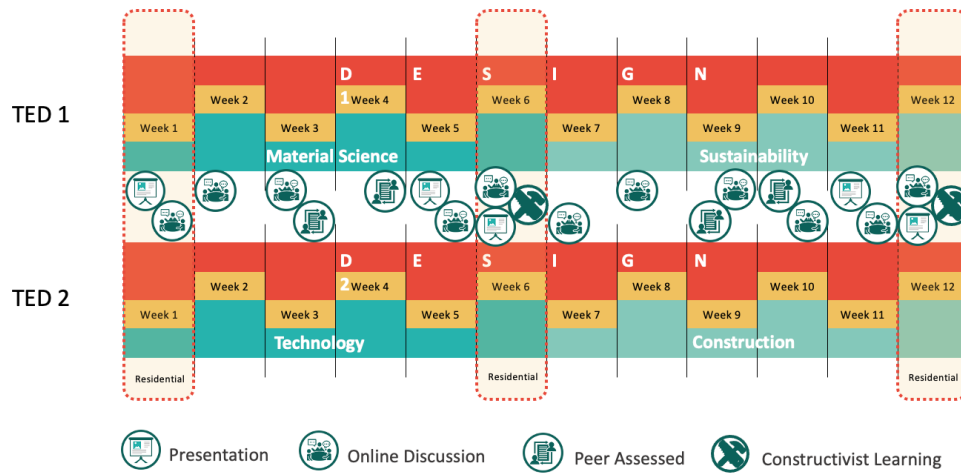 D E S I G N
1
TED 1
Week 2 Week 4 Week 6 Week 8 Week 10 Week 12
Week 1 Week 3 Week 5 Week 7 Week 9 Week 11
Material Science Sustainability
D E S I G N
2
TED 2
Week 2 Week 4 Week 6 Week 8 Week 10 Week 12
Week 1 Week 3 Week 5 Week 7 Week 9 Week 11
Technology Construction
Residential Residential Residential
Presentation Online Discussion Peer Assessed Constructivist Learning